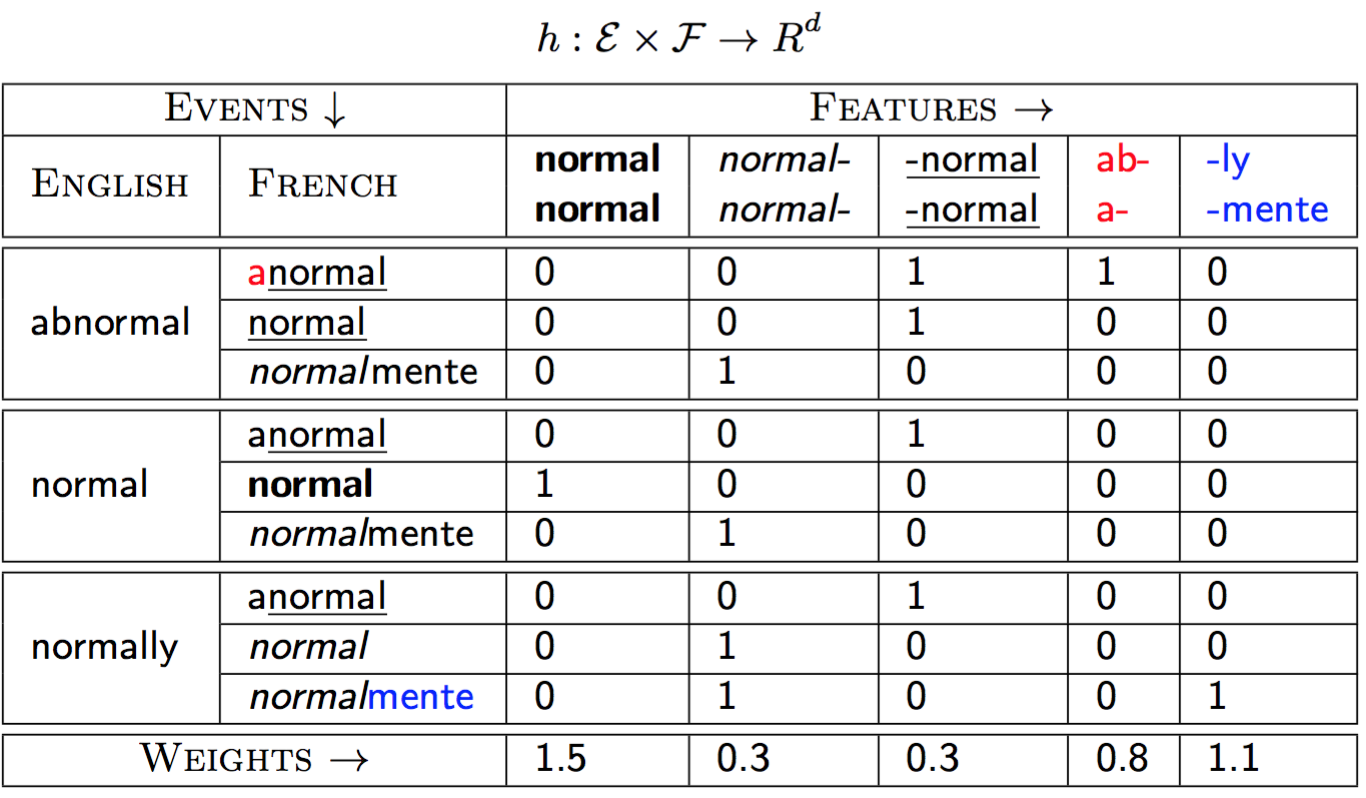 h : ℰ × ℱ → R^d
EVENTS ↓ FEATURES →
ENGLISH FRENCH normal normal- -normal ab- -ly
normal normal- -normal a- -mente
abnormal anormal 0 0 1 1 0
normal 0 0 1 0 0
normalmente 0 1 0 0 0
normal anormal 0 0 1 0 0
normal 1 0 0 0 0
normalmente 0 1 0 0 0
normally anormal 0 0 1 0 0
normal 0 1 0 0 0
normalmente 0 1 0 0 1
WEIGHTS → 1.5 0.3 0.3 0.8 1.1